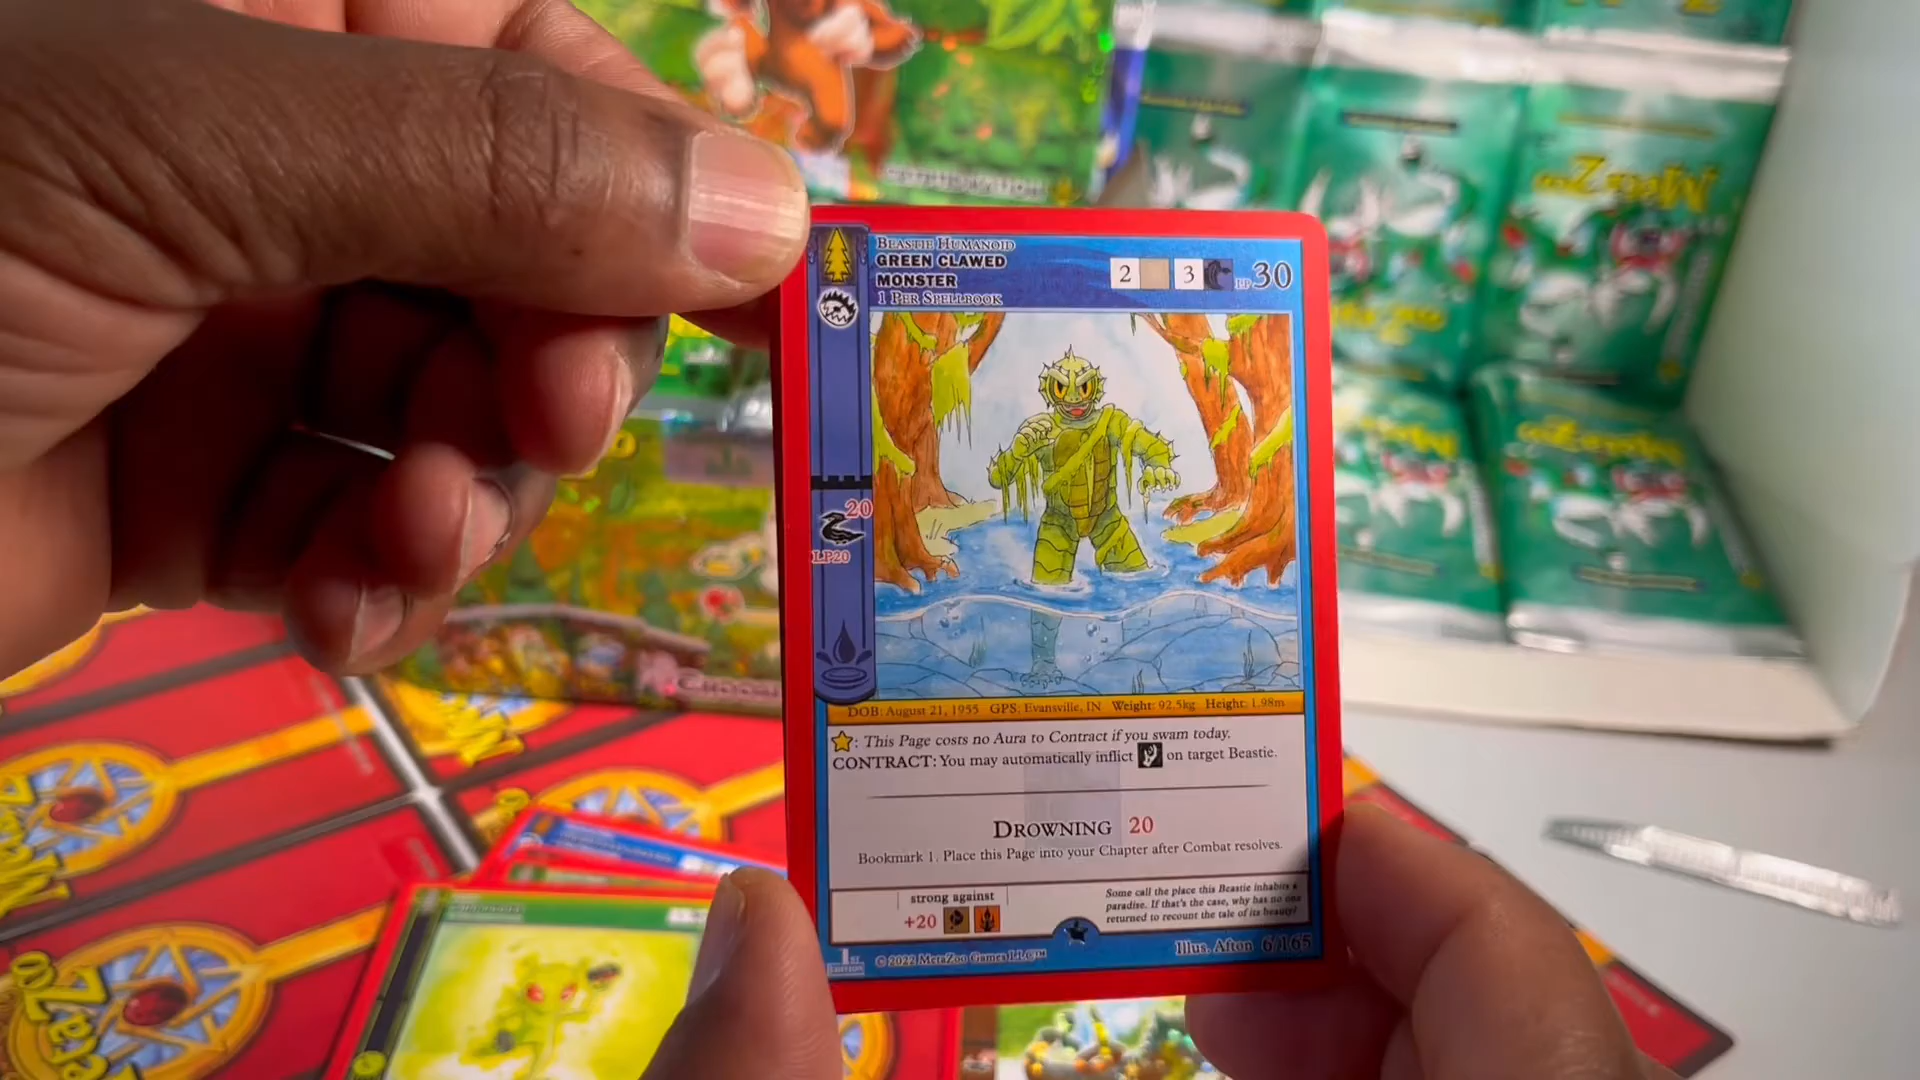 BEASTIE HUMANOID
GREEN CLAWED
MONSTER
1 PER SPELLBOOK
2 3 LP 30
20
LP20
DOB: August 21, 1955 GPS: Evansville, IN Weight: 92.5kg Height: 1.98m
: This Page costs no Aura to Contract if you swam today.
CONTRACT: You may automatically inflict on target Beastie.
DROWNING 20
Bookmark 1. Place this Page into your Chapter after Combat resolves.
strong against
+20
Some call the place this Beastie inhabits a
paradise. If that's the case, why has no one
returned to recount the tale of its beauty?
1ST
EDITION
© 2022 MetaZoo Games LLC™
Illus. Afton 6/165
MetaZoo
MetaZoo